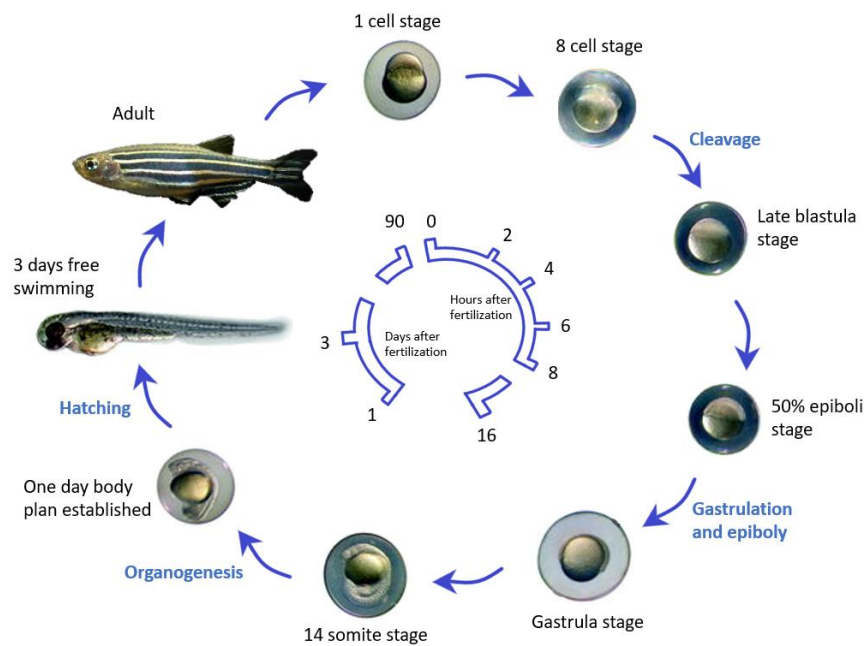 1 cell stage
8 cell stage
Cleavage
Late blastula
stage
50% epiboli
stage
Gastrulation
and epiboly
Gastrula stage
14 somite stage
Organogenesis
One day body
plan established
Hatching
3 days free
swimming
Adult
0
2
4
6
8
16
1
3
90
Hours after
fertilization
Days after
fertilization